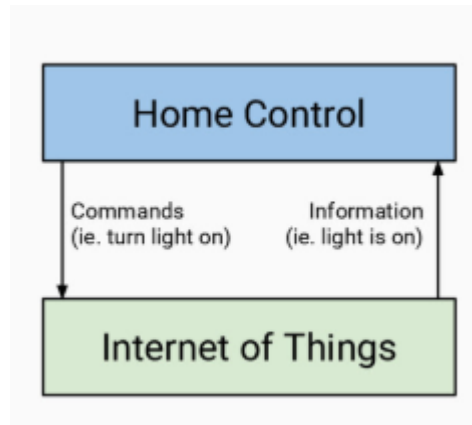 Home Control
Commands
(ie. turn light on)
Information
(ie. light is on)
Internet of Things